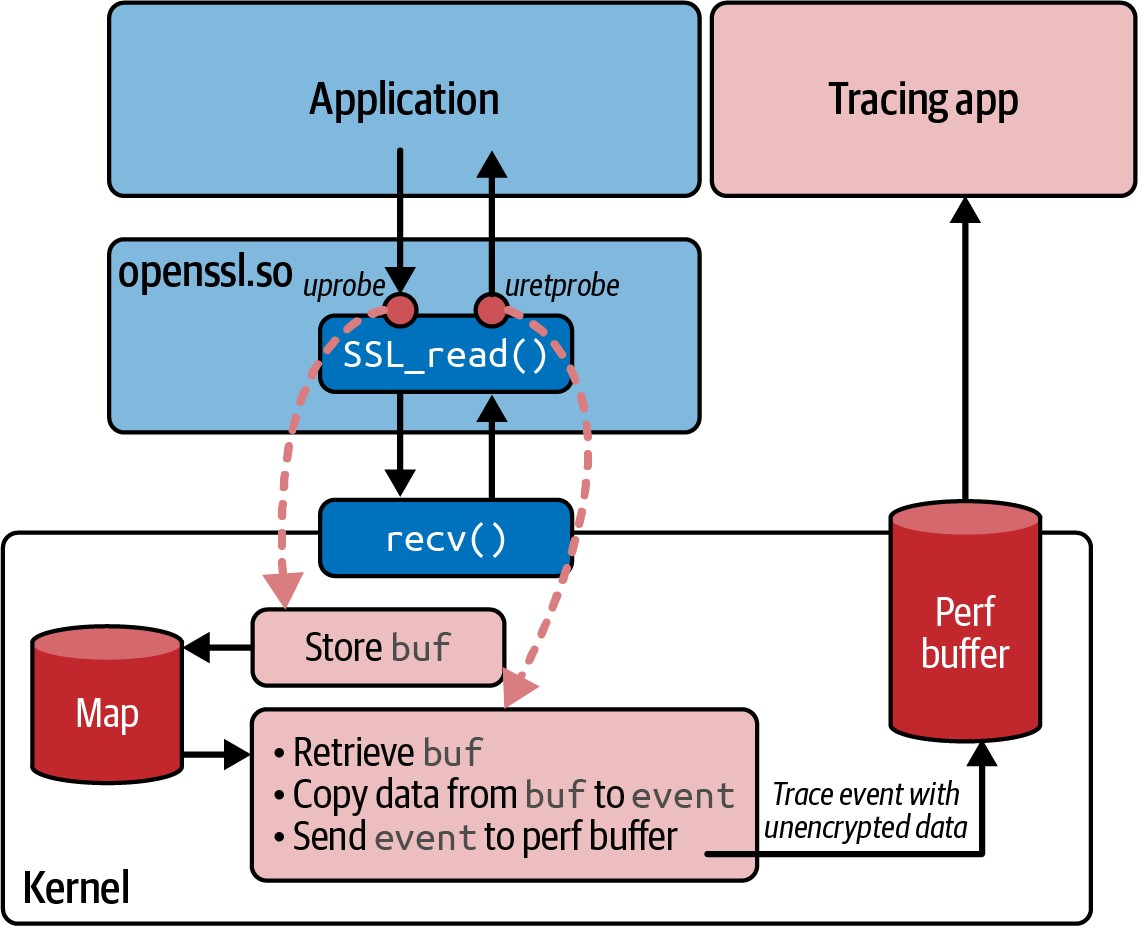 Application
Tracing app
openssl.so
uprobe
uretprobe
SSL_read()
recv()
Store buf
Map
• Retrieve buf
• Copy data from buf to event
• Send event to perf buffer
Perf
buffer
Trace event with
unencrypted data
Kernel